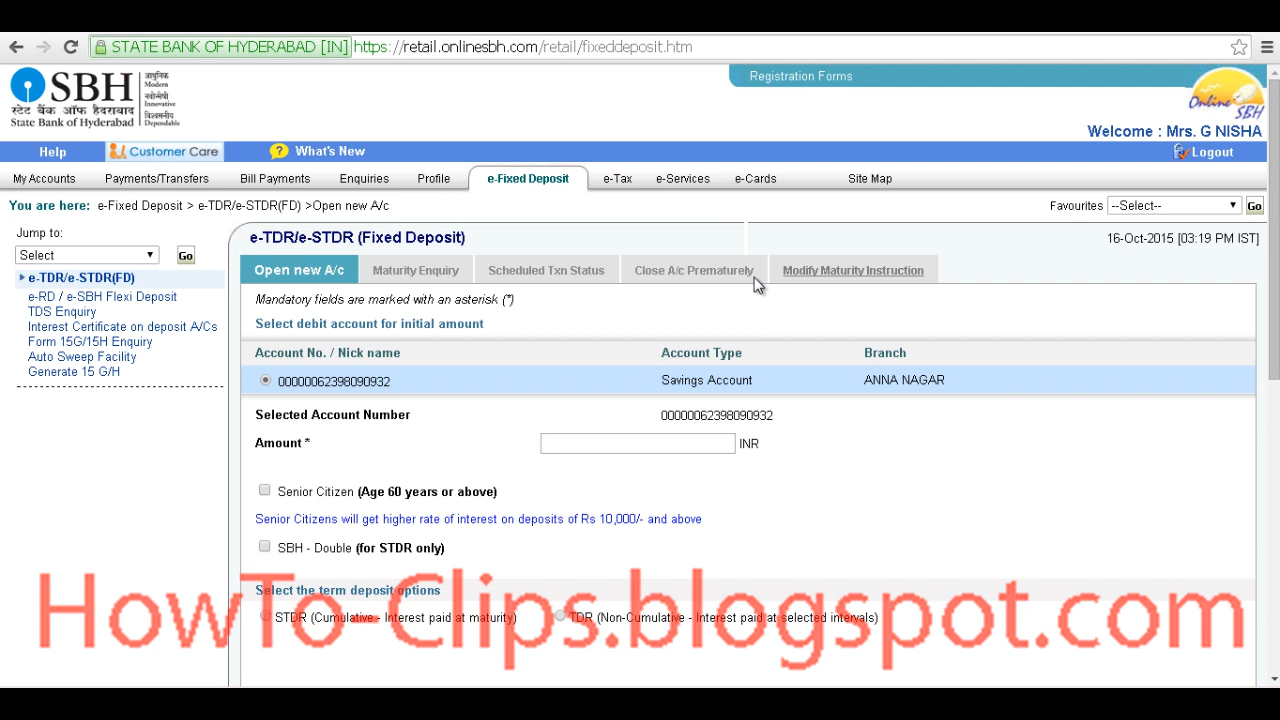 STATE BANK OF HYDERABAD [IN] https://retail.onlinesbh.com/retail/fixeddeposit.htm
SBH
स्टेट बैंक ऑफ हैदराबाद
State Bank of Hyderabad
आधुनिक
Modern
नवोन्मेषी
Innovative
विश्वसनीय
Dependable
Registration Forms
Online SBH
Welcome : Mrs. G NISHA
Help Customer Care ? What's New Logout
My Accounts Payments/Transfers Bill Payments Enquiries Profile e-Fixed Deposit e-Tax e-Services e-Cards Site Map
You are here: e-Fixed Deposit > e-TDR/e-STDR(FD) >Open new A/c Favourites --Select-- Go
Jump to:
Select Go
e-TDR/e-STDR(FD)
e-RD / e-SBH Flexi Deposit
TDS Enquiry
Interest Certificate on deposit A/Cs
Form 15G/15H Enquiry
Auto Sweep Facility
Generate 15 G/H
e-TDR/e-STDR (Fixed Deposit) 16-Oct-2015 [03:19 PM IST]
Open new A/c Maturity Enquiry Scheduled Txn Status Close A/c Prematurely Modify Maturity Instruction
Mandatory fields are marked with an asterisk (*)
Select debit account for initial amount
Account No. / Nick name Account Type Branch
00000062398090932 Savings Account ANNA NAGAR
Selected Account Number 00000062398090932
Amount * INR
Senior Citizen (Age 60 years or above)
Senior Citizens will get higher rate of interest on deposits of Rs 10,000/- and above
SBH - Double (for STDR only)
Select the term deposit options
STDR (Cumulative - Interest paid at maturity) TDR (Non-Cumulative - Interest paid at selected intervals)
HowTo-Clips.blogspot.com